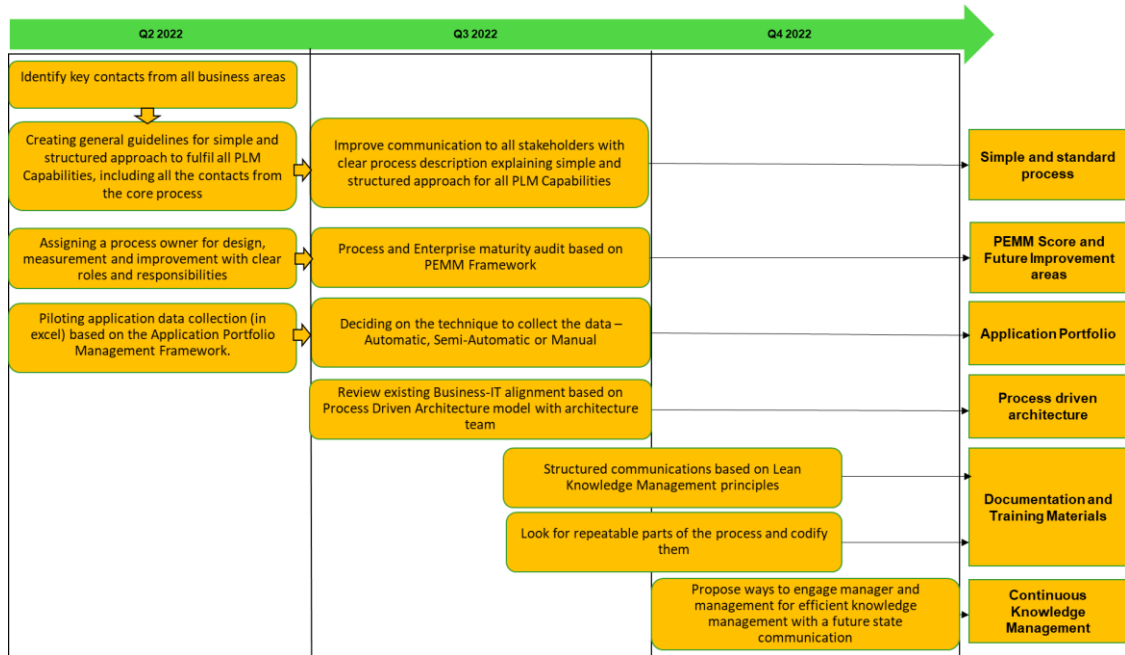 Q2 2022
Q3 2022
Q4 2022
Identify key contacts from all business areas
Creating general guidelines for simple and
structured approach to fulfil all PLM
Capabilities, including all the contacts from
the core process
Improve communication to all stakeholders with
clear process description explaining simple and
structured approach for all PLM Capabilities
Simple and standard
process
Assigning a process owner for design,
measurement and improvement with clear
roles and responsibilities
Process and Enterprise maturity audit based on
PEMM Framework
PEMM Score and
Future Improvement
areas
Piloting application data collection (in
excel) based on the Application Portfolio
Management Framework.
Deciding on the technique to collect the data –
Automatic, Semi-Automatic or Manual
Application Portfolio
Review existing Business-IT alignment based on
Process Driven Architecture model with architecture
team
Process driven
architecture
Structured communications based on Lean
Knowledge Management principles
Look for repeatable parts of the process and codify
them
Documentation and
Training Materials
Propose ways to engage manager and
management for efficient knowledge
management with a future state
communication
Continuous
Knowledge
Management